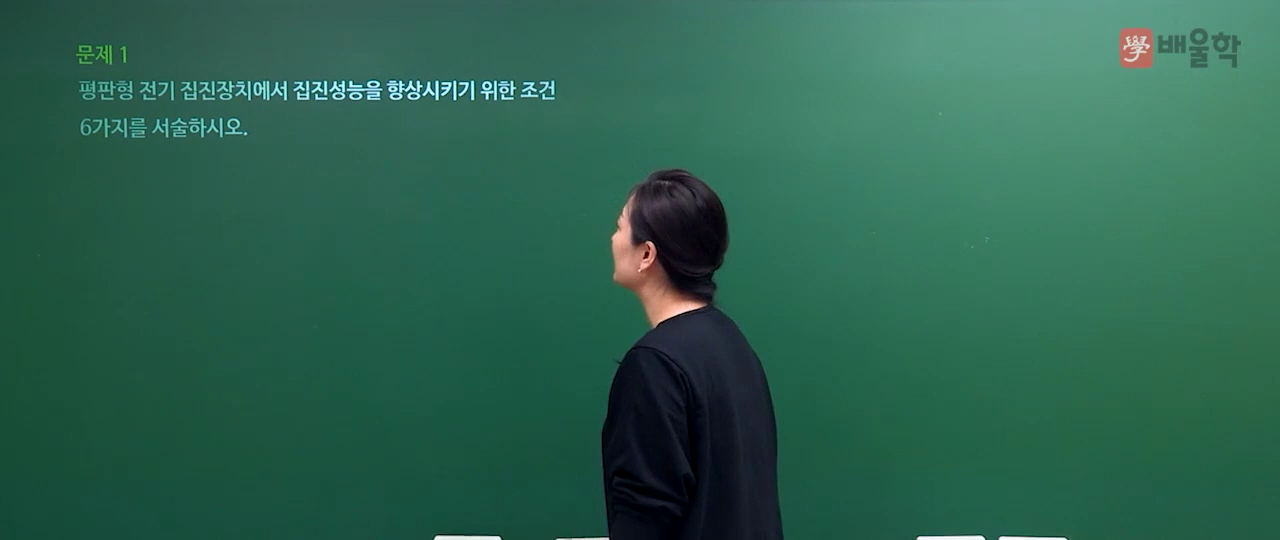 문제 1
평판형 전기 집진장치에서 집진성능을 향상시키기 위한 조건
6가지를 서술하시오.
學 배울학